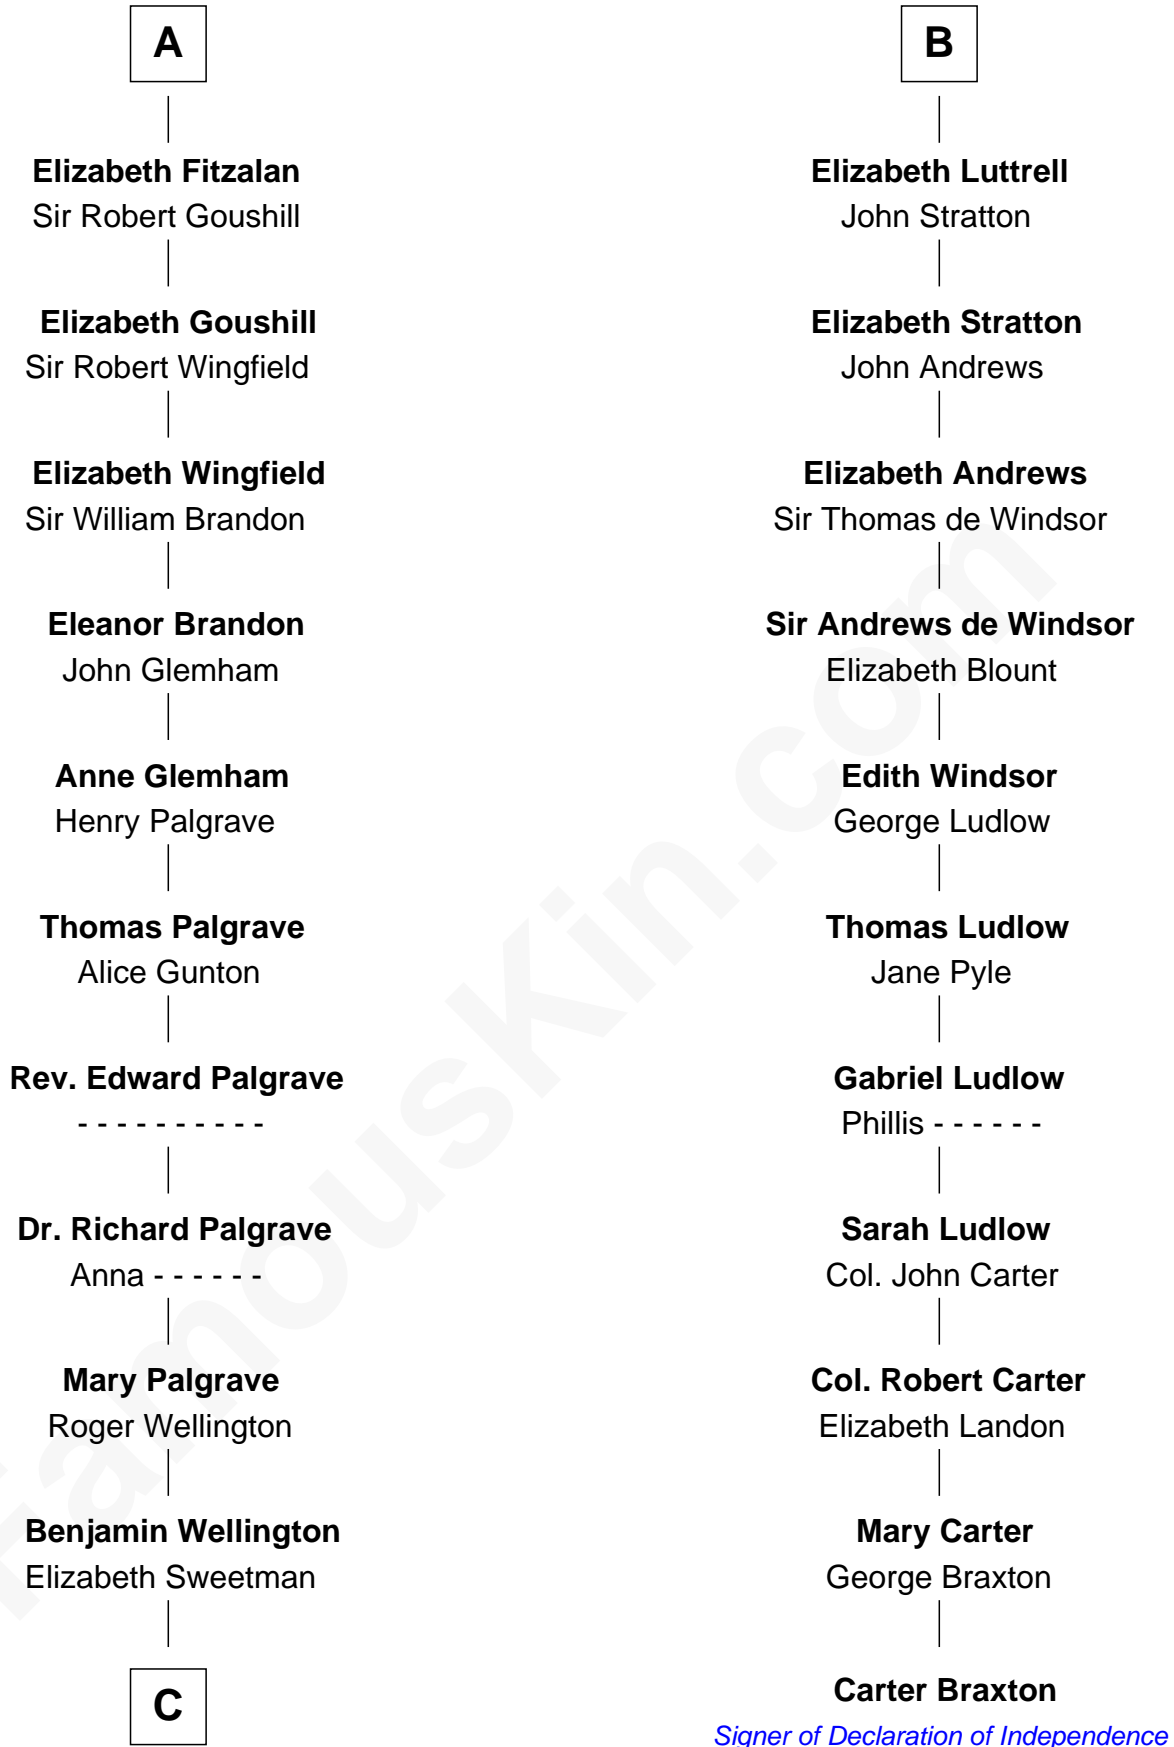 A
Elizabeth Fitzalan
Sir Robert Goushill
Elizabeth Goushill
Sir Robert Wingfield
Elizabeth Wingfield
Sir William Brandon
Eleanor Brandon
John Glemham
Anne Glemham
Henry Palgrave
Thomas Palgrave
Alice Gunton
Rev. Edward Palgrave
- - - - - - - - - -
Dr. Richard Palgrave
Anna - - - - - -
Mary Palgrave
Roger Wellington
Benjamin Wellington
Elizabeth Sweetman
C
B
Elizabeth Luttrell
John Stratton
Elizabeth Stratton
John Andrews
Elizabeth Andrews
Sir Thomas de Windsor
Sir Andrews de Windsor
Elizabeth Blount
Edith Windsor
George Ludlow
Thomas Ludlow
Jane Pyle
Gabriel Ludlow
Phillis - - - - - -
Sarah Ludlow
Col. John Carter
Col. Robert Carter
Elizabeth Landon
Mary Carter
George Braxton
Carter Braxton
Signer of Declaration of Independence
FamousKin.com